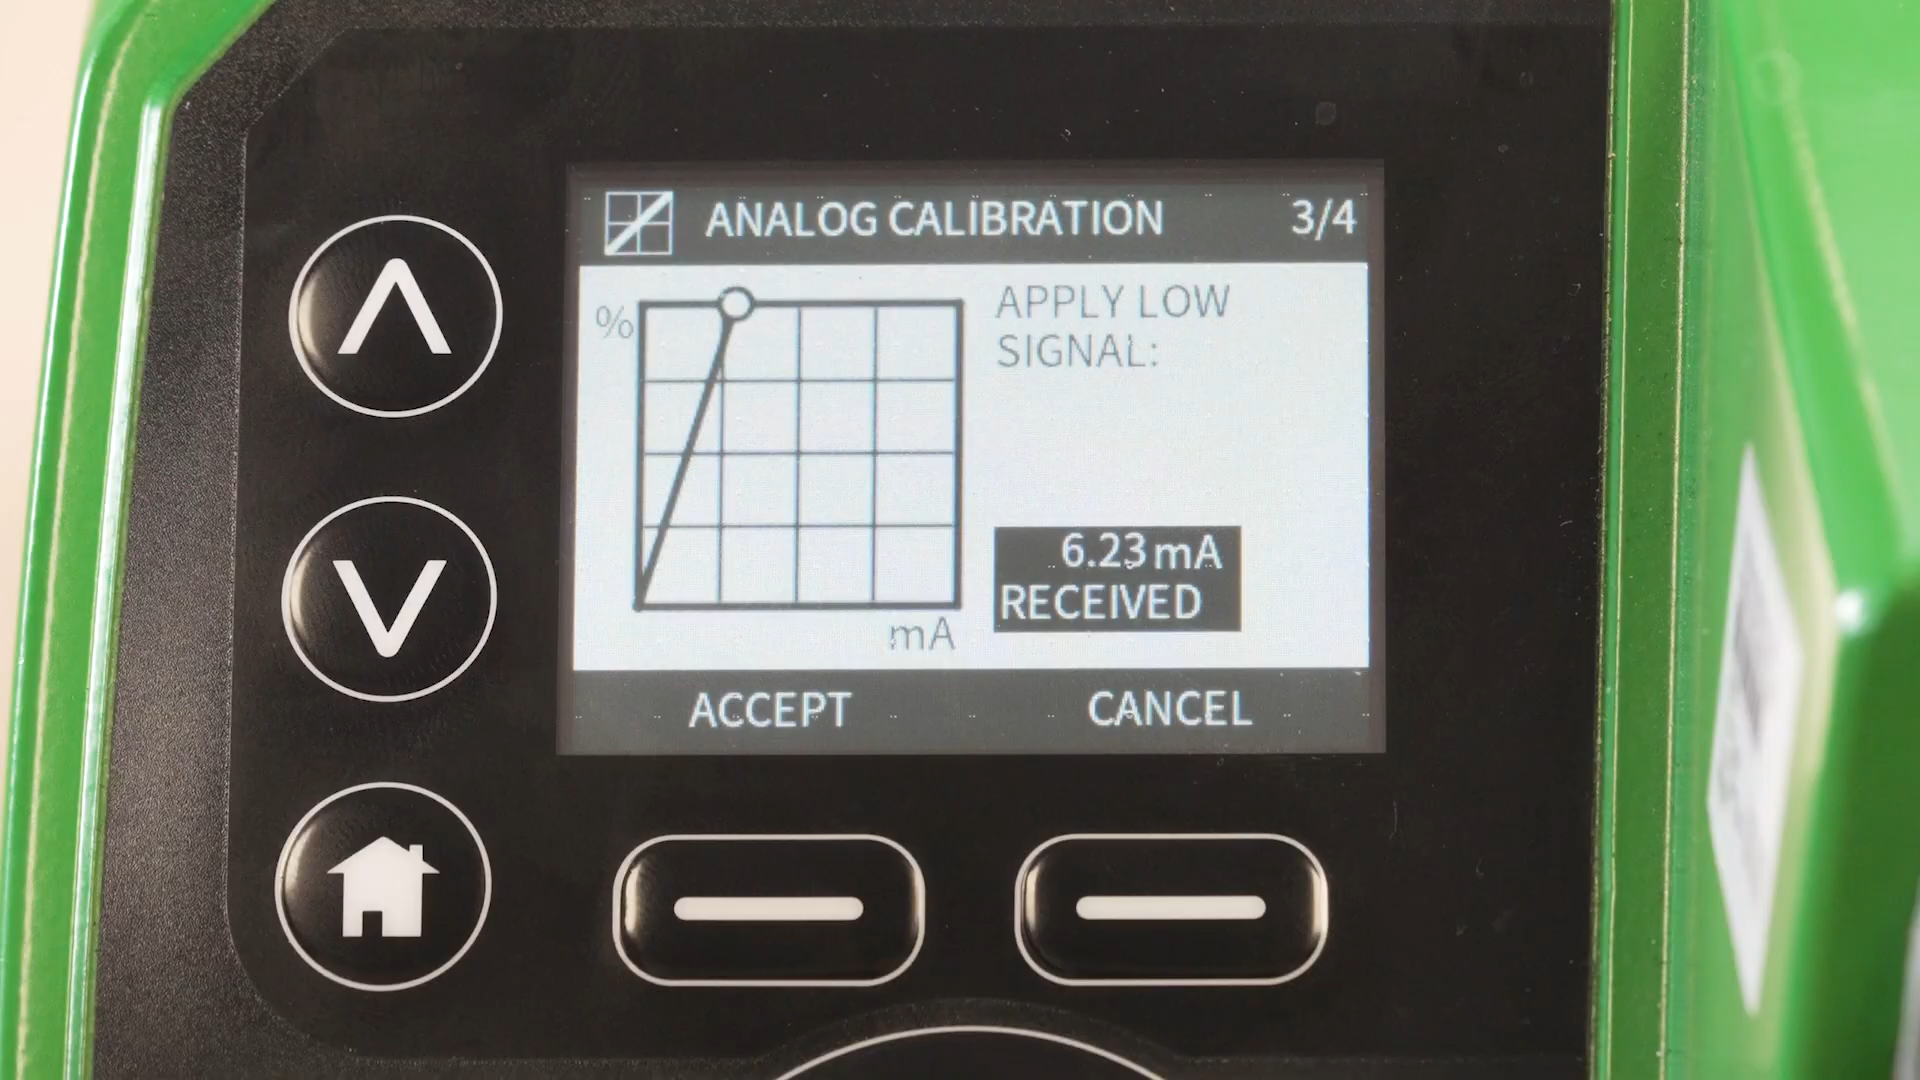 ANALOG CALIBRATION 3/4
%
APPLY LOW
SIGNAL:
6.23 mA
RECEIVED
mA
ACCEPT CANCEL